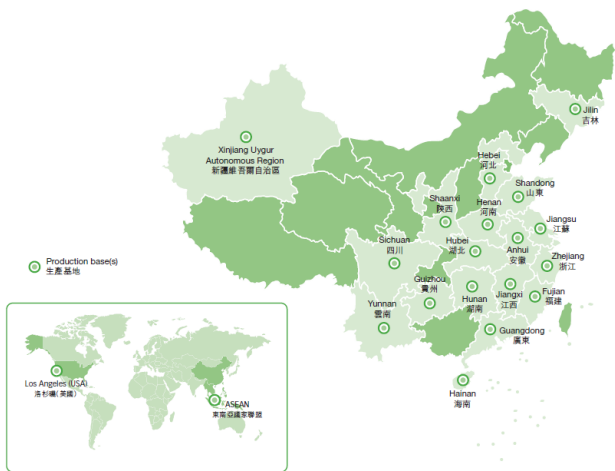 Jilin
吉林
Xinjiang Uygur
Autonomous Region
新疆維吾爾自治區
Hebei
河北
Shandong
山東
Shaanxi
陝西
Henan
河南
Jiangsu
江蘇
Anhui
安徽
Hubei
湖北
Sichuan
四川
Zhejiang
浙江
Production base(s)
生產基地
Guizhou
貴州
Hunan
湖南
Jiangxi
江西
Fujian
福建
Yunnan
雲南
Guangdong
廣東
Hainan
海南
Los Angeles (USA)
洛杉磯(美國)
ASEAN
東南亞國家聯盟